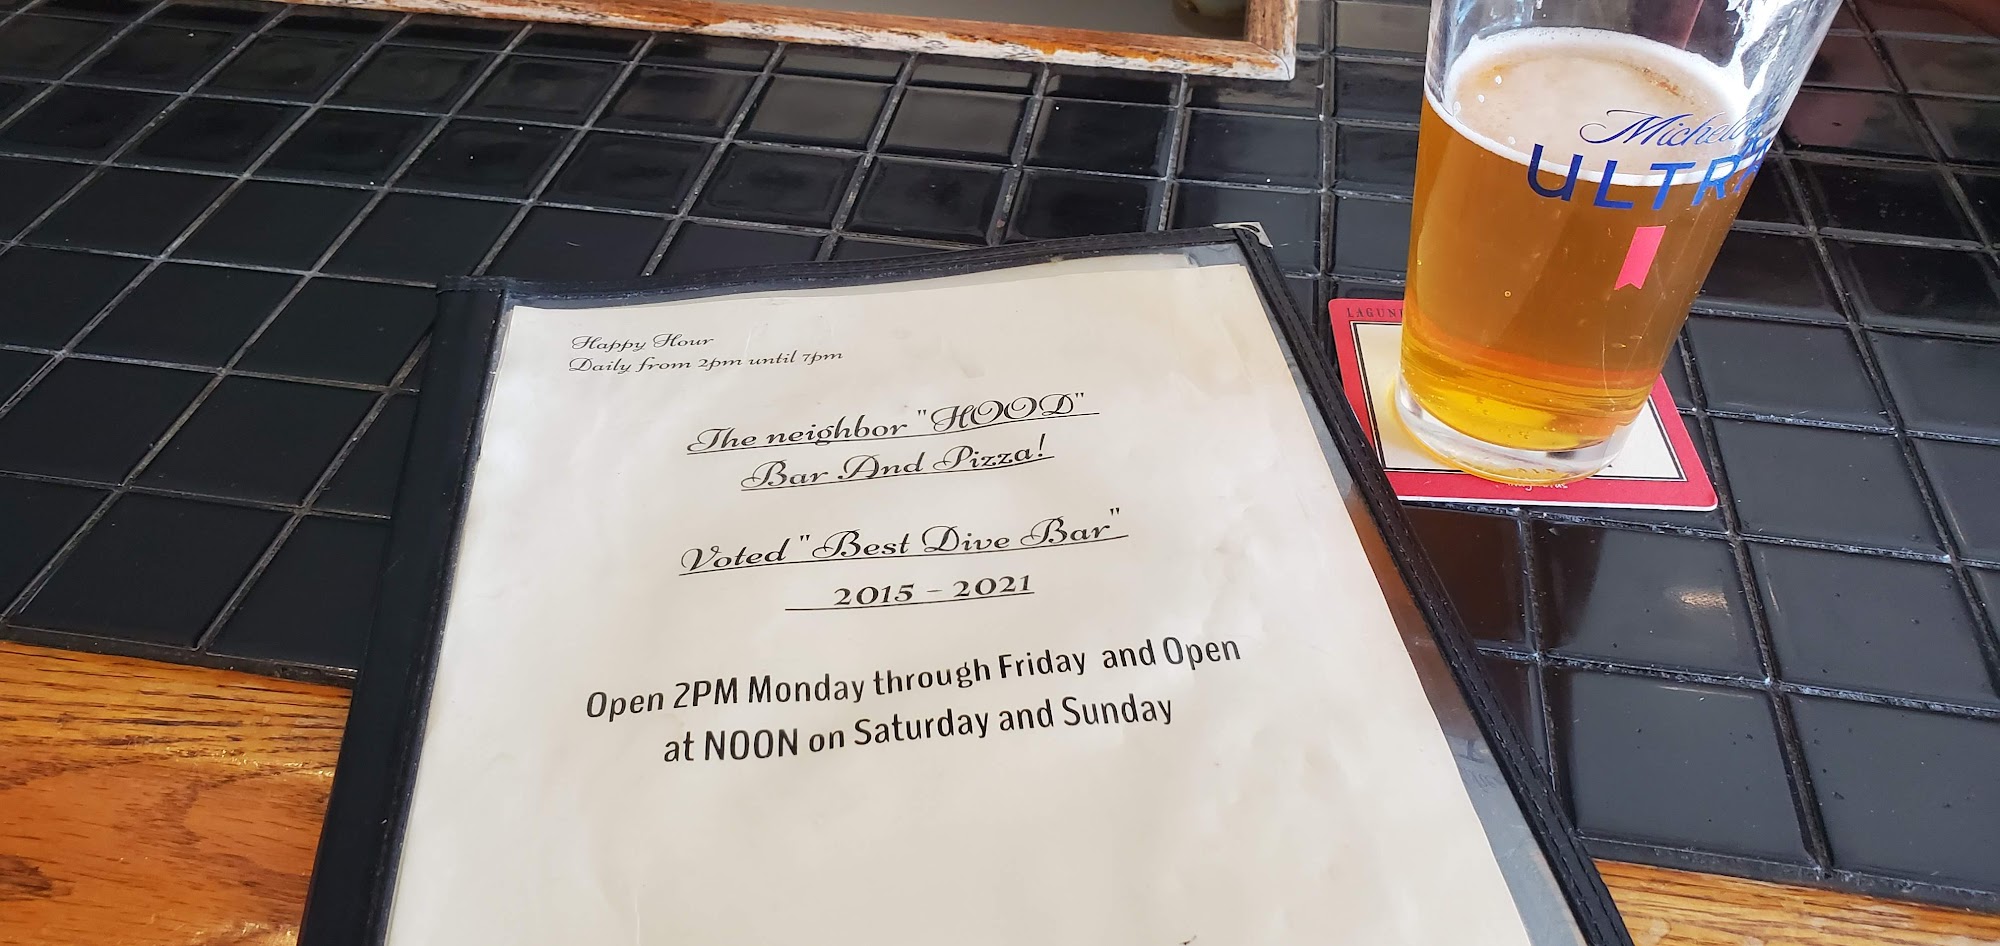 Happy Hour
Daily from 2pm until 7pm
The neighbor "HOOD"
Bar And Pizza!
Voted "Best Dive Bar"
2015 - 2021
Open 2PM Monday through Friday and Open
at NOON on Saturday and Sunday
ULTRA